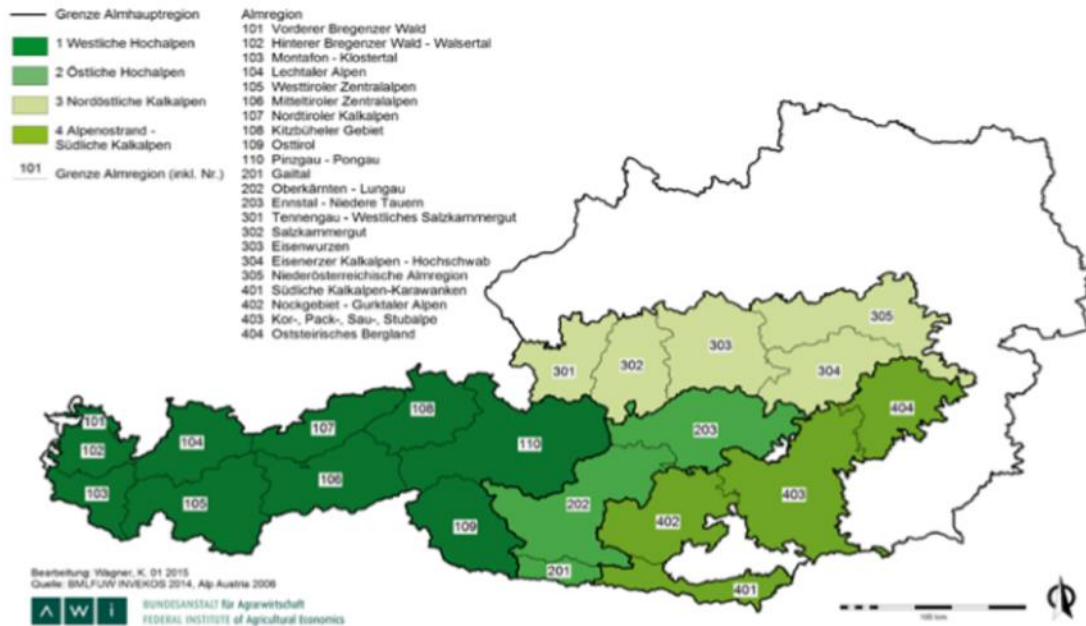 Grenze Almhauptregion
1 Westliche Hochalpen
2 Östliche Hochalpen
3 Nordöstliche Kalkalpen
4 Alpenostrand -
Südliche Kalkalpen
101 Grenze Almregion (inkl. Nr.)
Almregion
101 Vorderer Bregenzer Wald
102 Hinterer Bregenzer Wald - Walsertal
103 Montafon - Klostertal
104 Lechtaler Alpen
105 Westtiroler Zentralalpen
106 Mitteltiroler Zentralalpen
107 Nordtiroler Kalkalpen
108 Kitzbüheler Gebiet
109 Osttirol
110 Pinzgau - Pongau
201 Gailtal
202 Oberkärnten - Lungau
203 Ennstal - Niedere Tauern
301 Tennengau - Westliches Salzkammergut
302 Salzkammergut
303 Eisenwurzen
304 Eisenerzer Kalkalpen - Hochschwab
305 Niederösterreichische Almregion
401 Südliche Kalkalpen-Karawanken
402 Nockgebiet - Gurktaler Alpen
403 Kor-, Pack-, Sau-, Stubalpe
404 Oststeirisches Bergland
305
303
302
304
301
404
108
101
107
203
104
110
102
106
103
403
105
202
402
109
201
401
Bearbeitung: Wagner, K. 01 2015
Quelle: BMLFUW INVEKOS 2014, Alp Austria 2006
AWI
BUNDESANSTALT für Agrarwirtschaft
FEDERAL INSTITUTE of Agricultural Economics
100 km